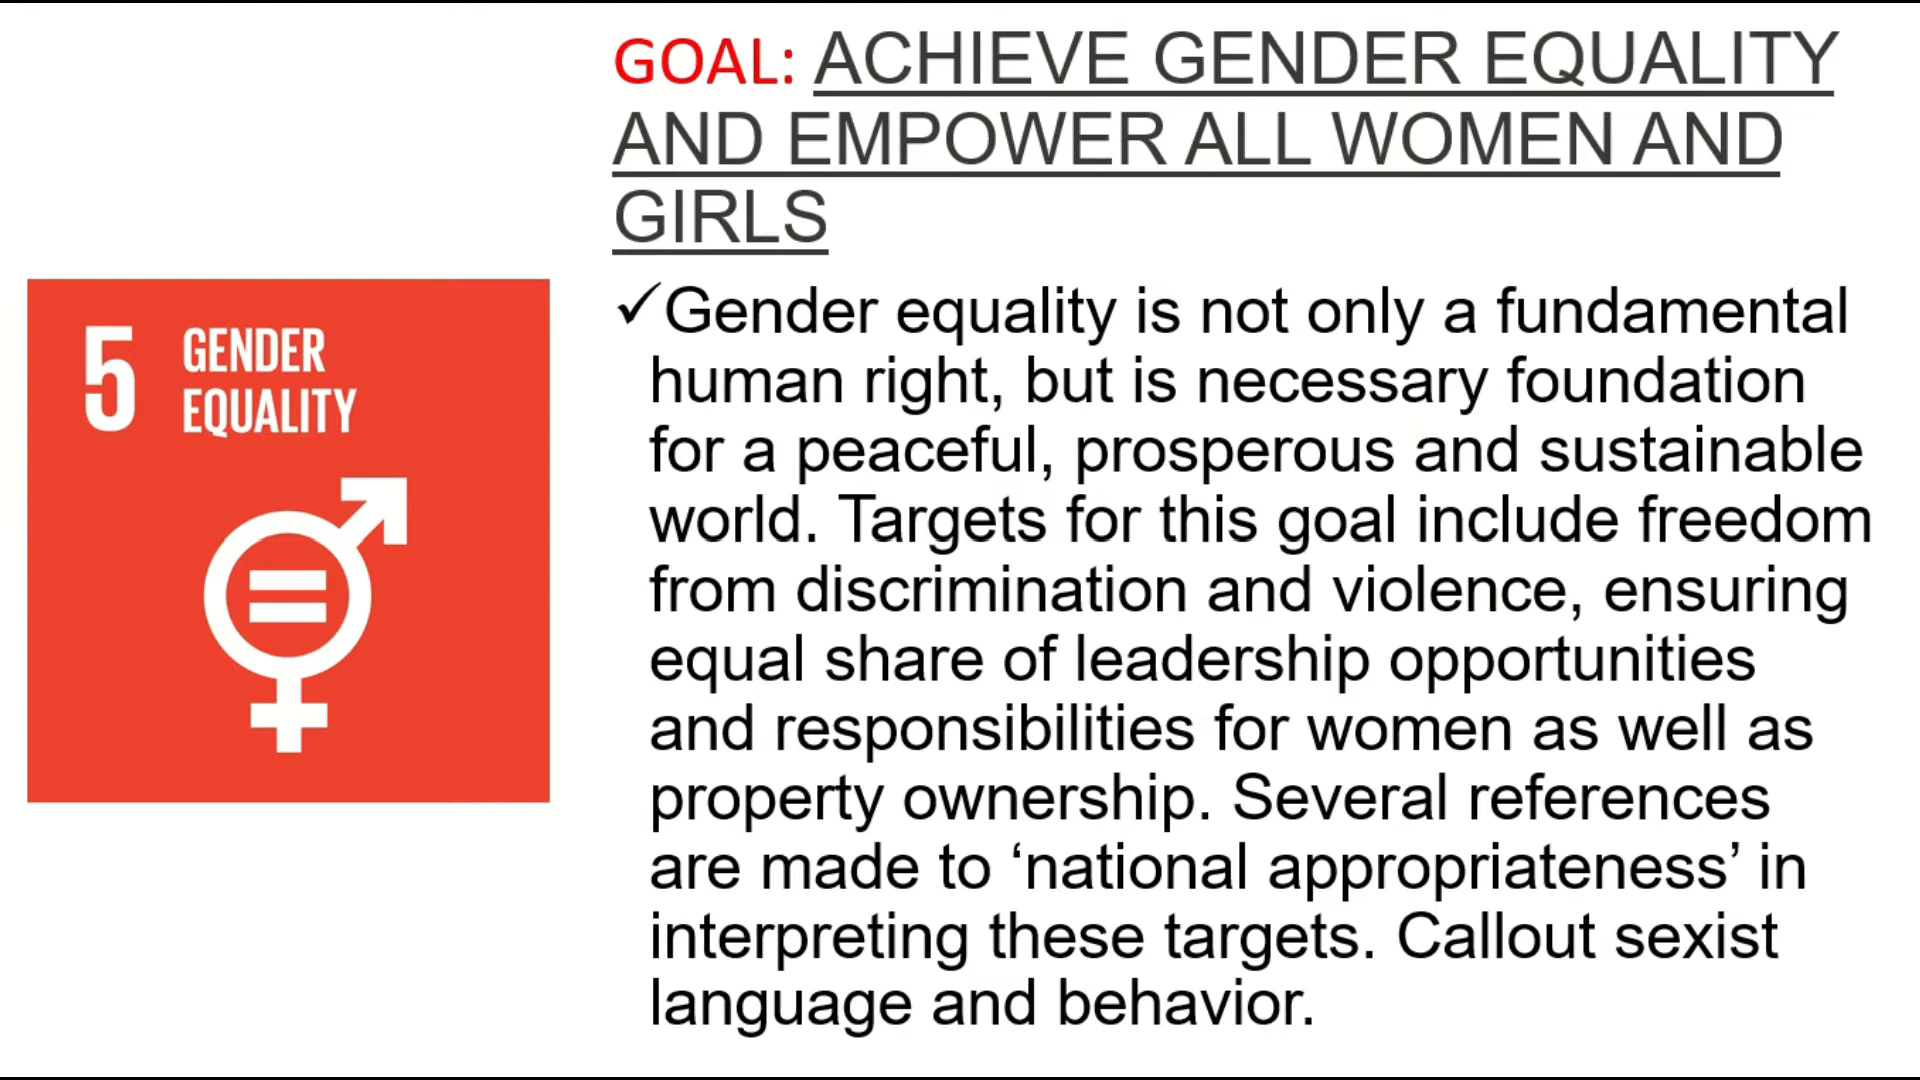 GOAL: ACHIEVE GENDER EQUALITY
AND EMPOWER ALL WOMEN AND
GIRLS
5 GENDER
EQUALITY
✓Gender equality is not only a fundamental
human right, but is necessary foundation
for a peaceful, prosperous and sustainable
world. Targets for this goal include freedom
from discrimination and violence, ensuring
equal share of leadership opportunities
and responsibilities for women as well as
property ownership. Several references
are made to ‘national appropriateness’ in
interpreting these targets. Callout sexist
language and behavior.